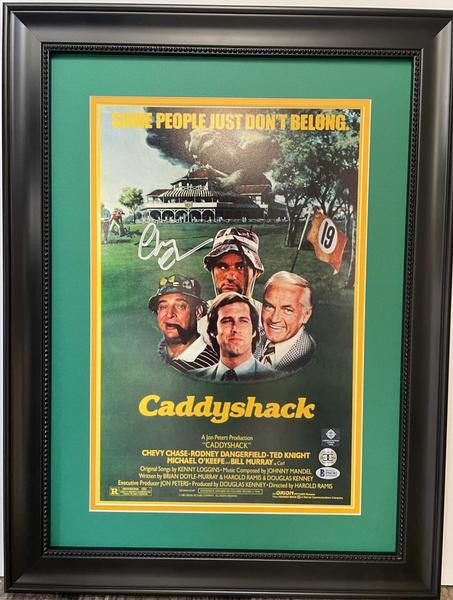 SOME PEOPLE JUST DON'T BELONG.
19
Caddyshack
A Jon Peters Production
"CADDYSHACK"
CHEVY CHASE·RODNEY DANGERFIELD·TED KNIGHT
MICHAEL O'KEEFE and BILL MURRAY as Carl
Original Songs by KENNY LOGGINS · Music Composed by JOHNNY MANDEL
Written by BRIAN DOYLE-MURRAY & HAROLD RAMIS & DOUGLAS KENNEY
Executive Producer JON PETERS · Produced by DOUGLAS KENNEY · Directed by HAROLD RAMIS
R
ORION